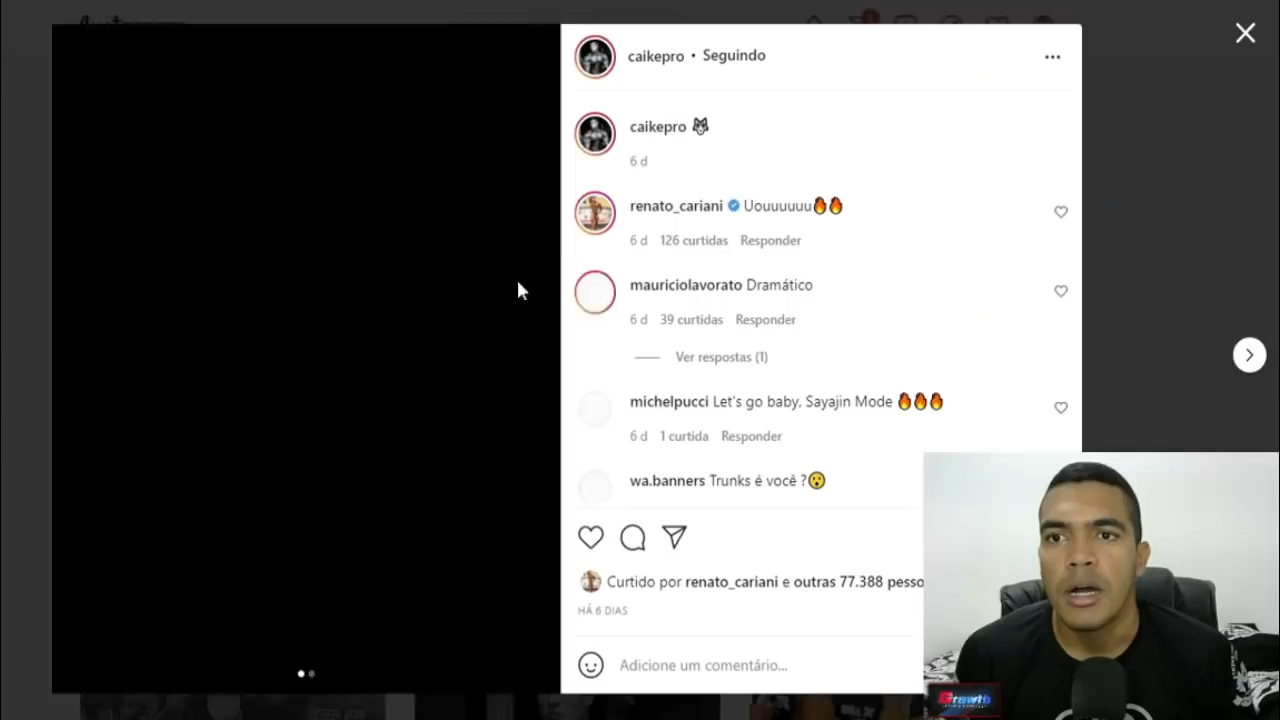 caikepro • Seguindo
caikepro
6 d
renato_cariani Uouuuuuu🔥🔥
6 d 126 curtidas Responder
mauriciolavorato Dramático
6 d 39 curtidas Responder
Ver respostas (1)
michelpucci Let's go baby, Sayajin Mode 🔥🔥🔥
6 d 1 curtida Responder
wa.banners Trunks é você ?😯
Curtido por renato_cariani e outras 77.388 pesso
HÁ 6 DIAS
Adicione um comentário...
Growth